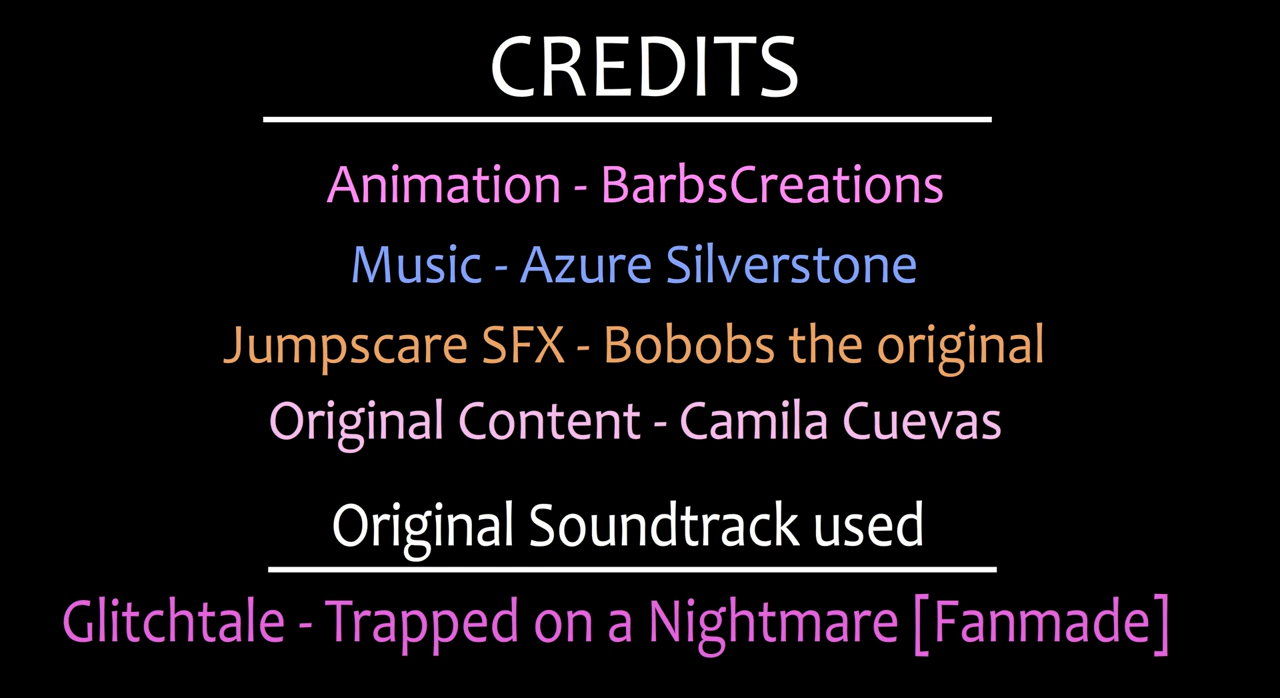 CREDITS
Animation - BarbsCreations
Music - Azure Silverstone
Jumpscare SFX - Bobobs the original
Original Content - Camila Cuevas
Original Soundtrack used
Glitchtale - Trapped on a Nightmare [Fanmade]